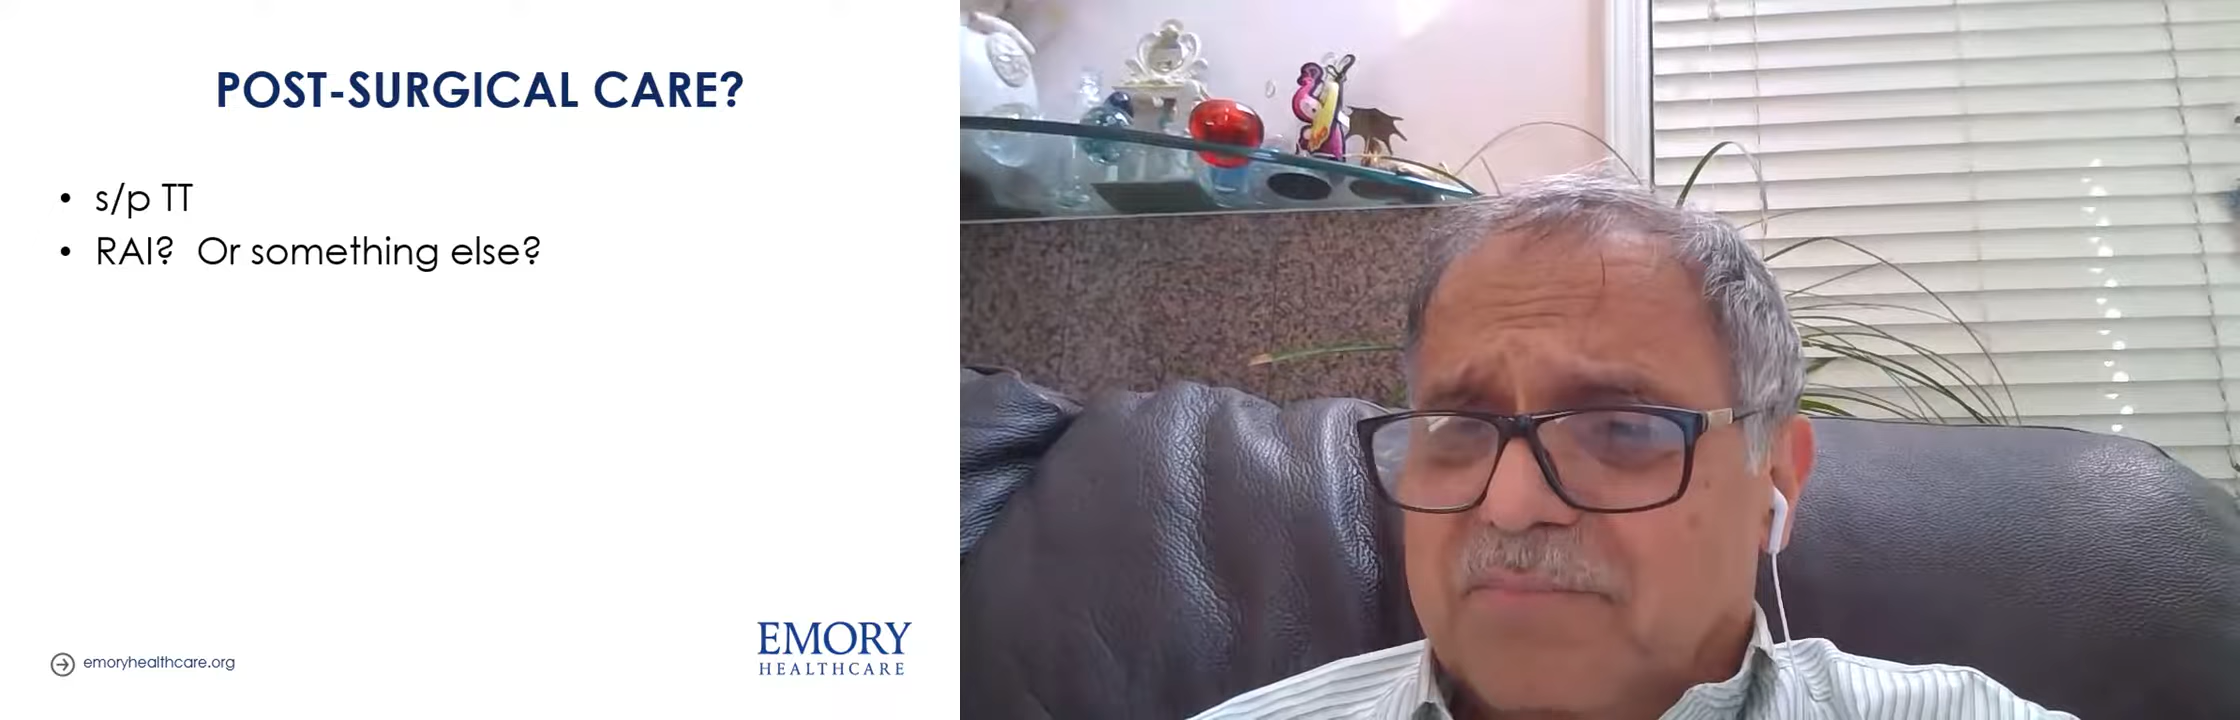 POST-SURGICAL CARE?
• s/p TT
• RAI?  Or something else?
emoryhealthcare.org
EMORY
HEALTHCARE